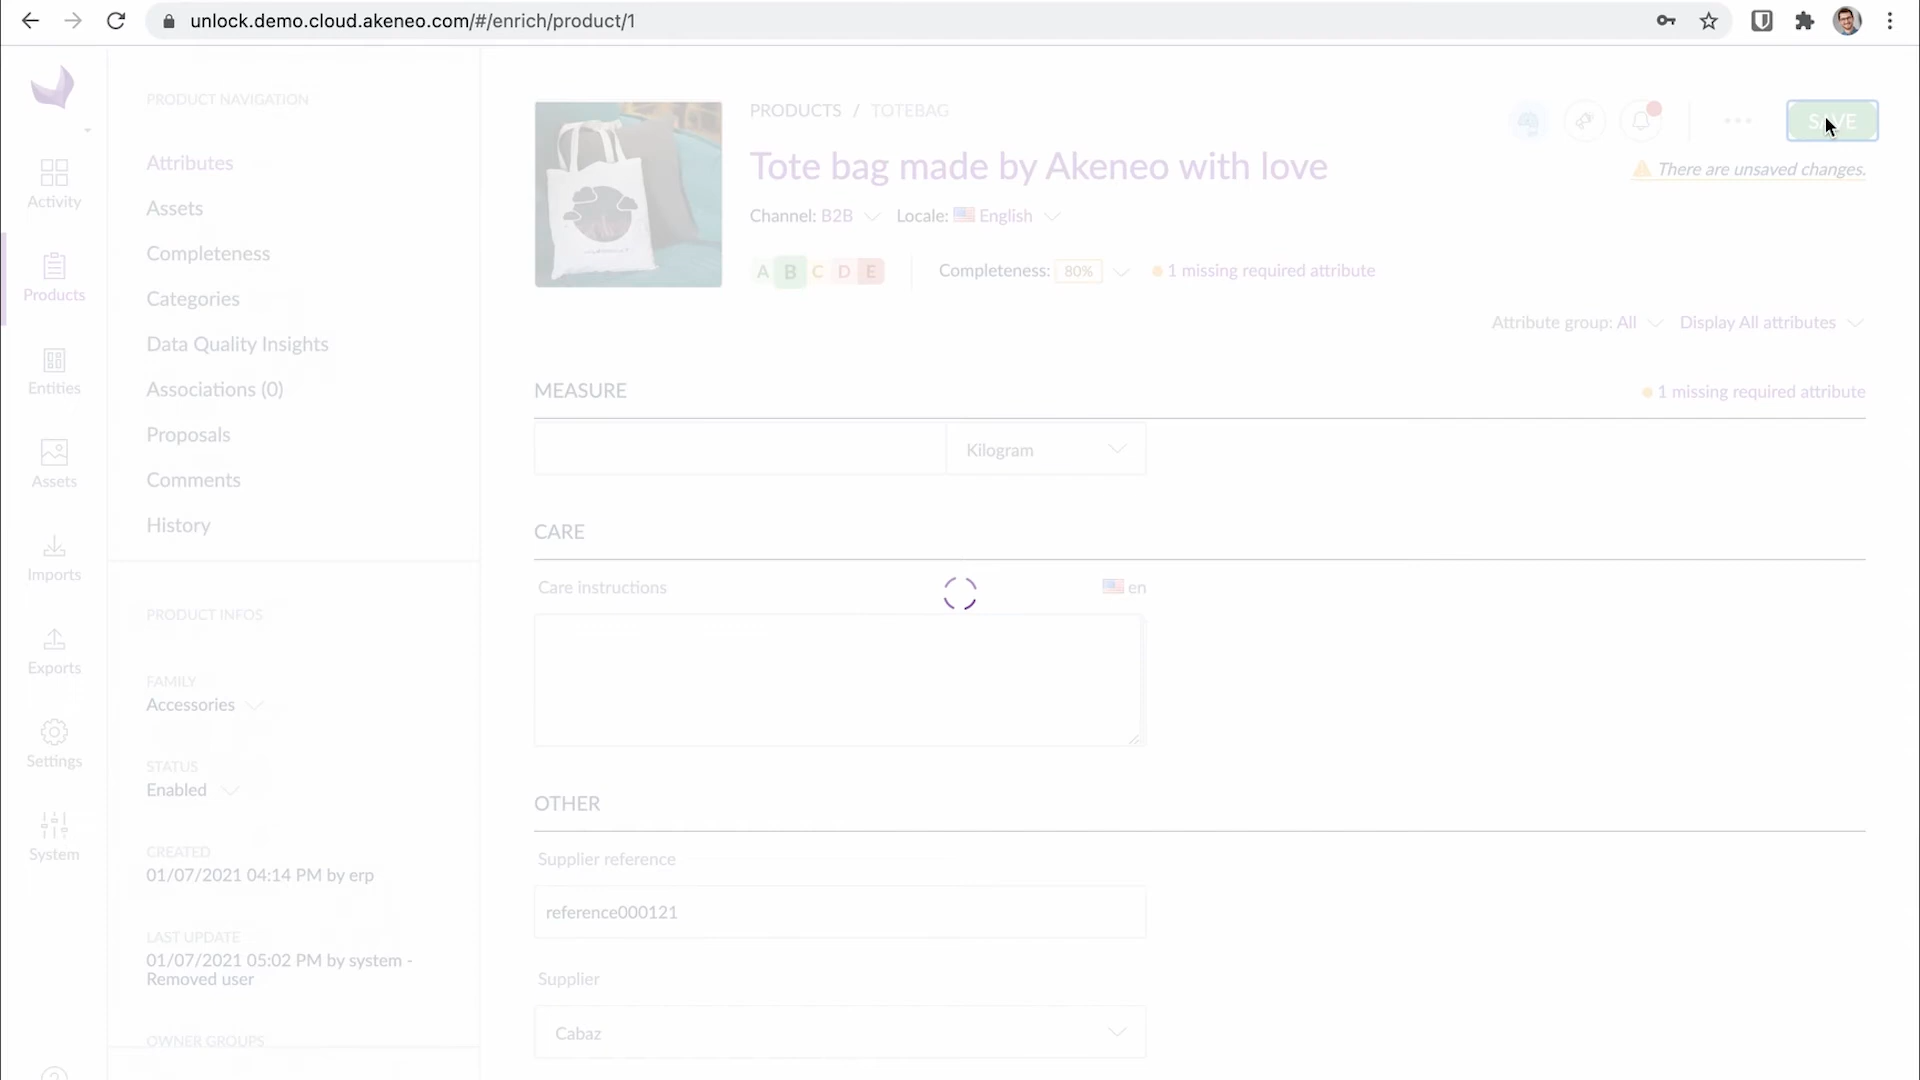 unlock.demo.cloud.akeneo.com/#/enrich/product/1
Activity
Products
Entities
Assets
Imports
Exports
Settings
System
PRODUCT NAVIGATION
Attributes
Assets
Completeness
Categories
Data Quality Insights
Associations (0)
Proposals
Comments
History
PRODUCT INFOS
FAMILY
Accessories
STATUS
Enabled
CREATED
01/07/2021 04:14 PM by erp
LAST UPDATE
01/07/2021 05:02 PM by system -
Removed user
OWNER GROUPS
PRODUCTS / TOTEBAG
SAVE
Tote bag made by Akeneo with love
There are unsaved changes.
Channel: B2B Locale: English
A B C D E Completeness: 80% 1 missing required attribute
Attribute group: All Display All attributes
MEASURE 1 missing required attribute
Kilogram
CARE
Care instructions en
OTHER
Supplier reference
reference000121
Supplier
Cabaz